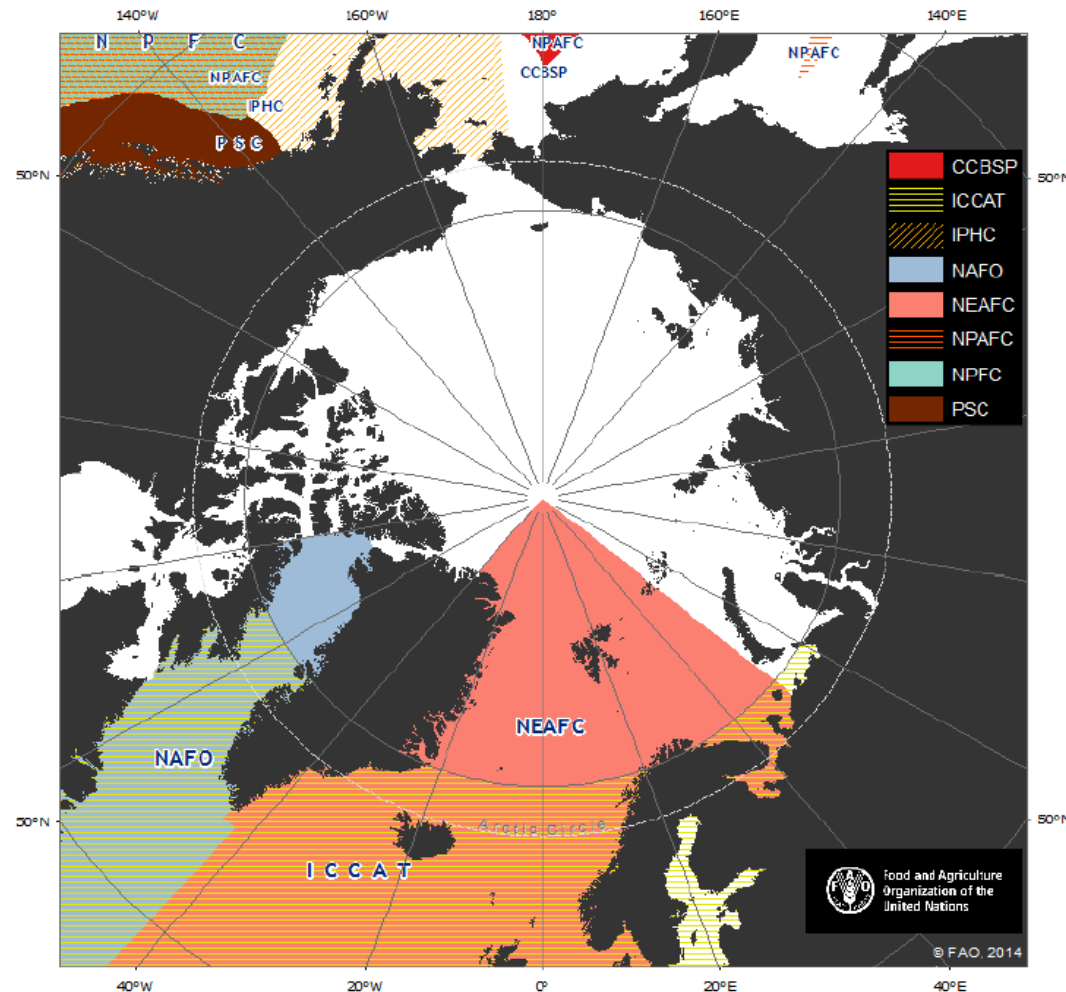 140°W 160°W 180° 160°E 140°E
N P F C
NPAFC
CCBSP
NPAFC
NPAFC
IPHC
P S C
50°N
50°N
CCBSP
ICCAT
IPHC
NAFO
NEAFC
NPAFC
NPFC
PSC
NEAFC
NAFO
50°N
50°N
Arctic Circle
I C C A T
FAO
Food and Agriculture
Organization of the
United Nations
© FAO, 2014
40°W 20°W 0° 20°E 40°E